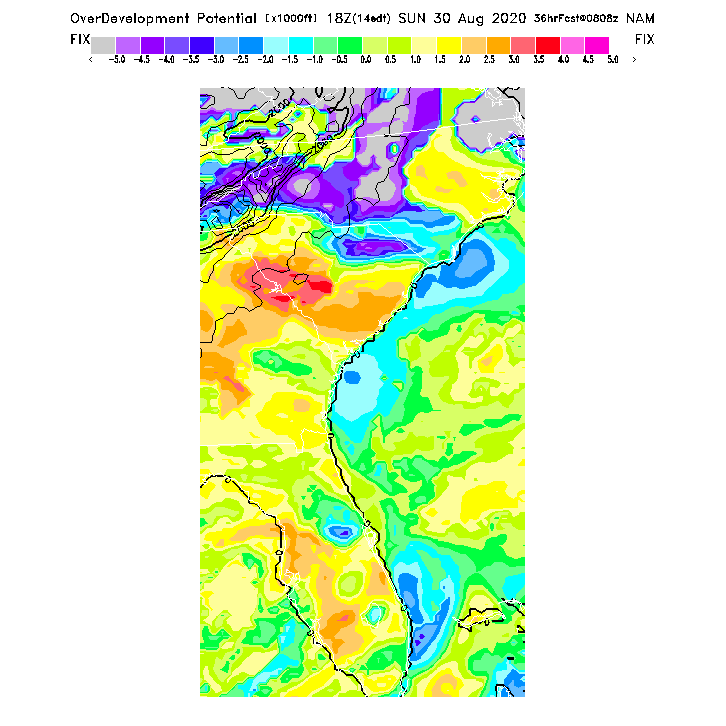 OverDevelopment Potential [x1000ft] 18Z(14edt) SUN 30 Aug 2020 36hrFcst@0808z NAM
FIX FIX
< -5.0 -4.5 -4.0 -3.5 -3.0 -2.5 -2.0 -1.5 -1.0 -0.5 0.0 0.5 1.0 1.5 2.0 2.5 3.0 3.5 4.0 4.5 5.0 >
2400
2000